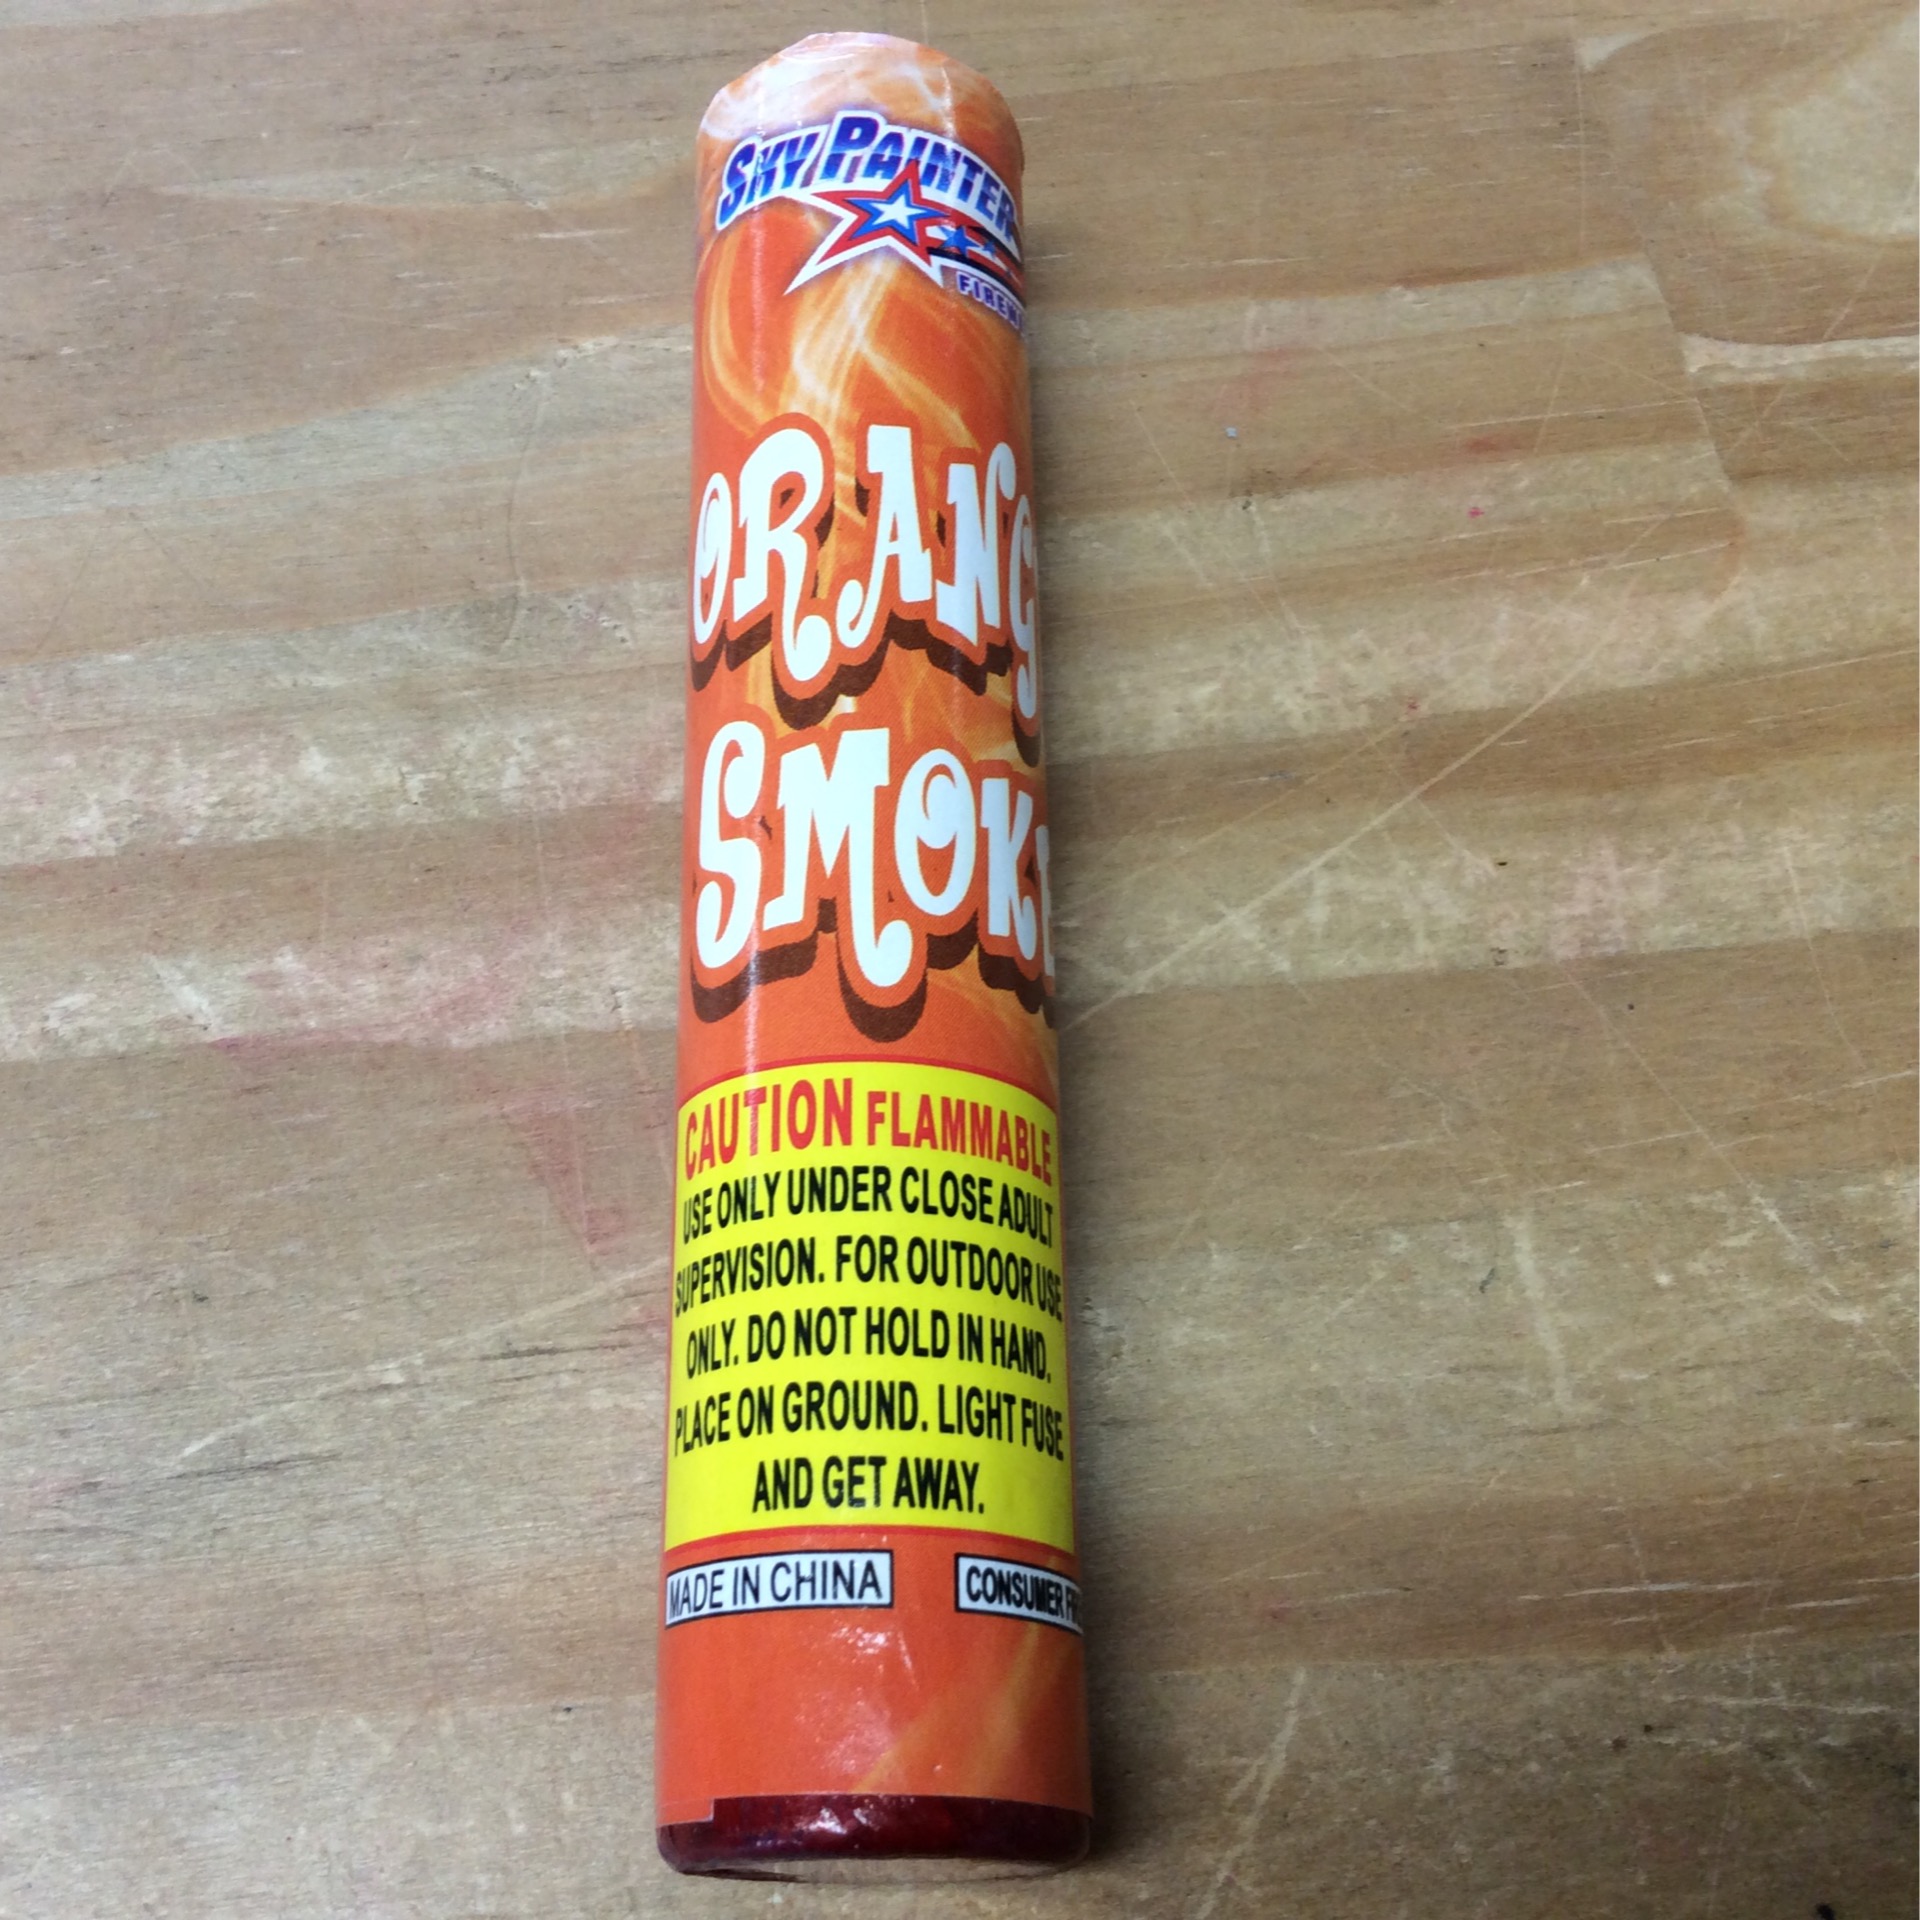 SKY PAINTER
ORANG
SMOKE
CAUTION FLAMMABLE
USE ONLY UNDER CLOSE ADULT
SUPERVISION. FOR OUTDOOR USE
ONLY. DO NOT HOLD IN HAND.
PLACE ON GROUND. LIGHT FUSE
AND GET AWAY.
MADE IN CHINA
CONSUMER